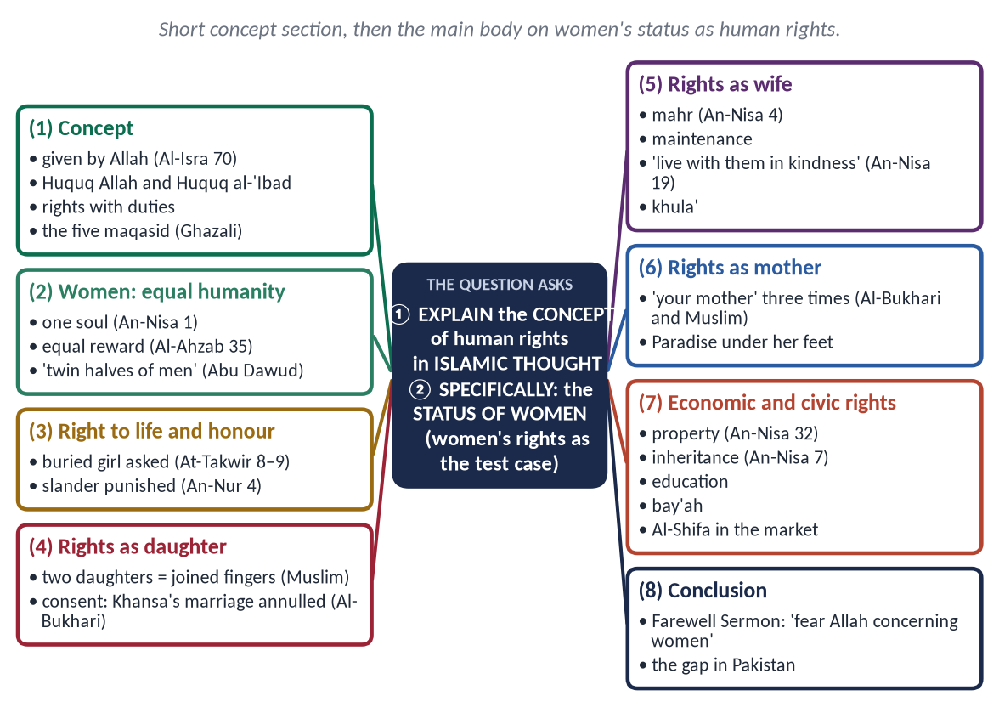 Short concept section, then the main body on women's status as human rights.
(1) Concept
• given by Allah (Al-Isra 70)
• Huquq Allah and Huquq al-'Ibad
• rights with duties
• the five maqasid (Ghazali)
(2) Women: equal humanity
• one soul (An-Nisa 1)
• equal reward (Al-Ahzab 35)
• 'twin halves of men' (Abu Dawud)
(3) Right to life and honour
• buried girl asked (At-Takwir 8–9)
• slander punished (An-Nur 4)
(4) Rights as daughter
• two daughters = joined fingers (Muslim)
• consent: Khansa's marriage annulled (Al-
Bukhari)
THE QUESTION ASKS
① EXPLAIN the CONCEPT
of human rights
in ISLAMIC THOUGHT
② SPECIFICALLY: the
STATUS OF WOMEN
(women's rights as
the test case)
(5) Rights as wife
• mahr (An-Nisa 4)
• maintenance
• 'live with them in kindness' (An-Nisa
19)
• khula'
(6) Rights as mother
• 'your mother' three times (Al-Bukhari
and Muslim)
• Paradise under her feet
(7) Economic and civic rights
• property (An-Nisa 32)
• inheritance (An-Nisa 7)
• education
• bay'ah
• Al-Shifa in the market
(8) Conclusion
• Farewell Sermon: 'fear Allah concerning
women'
• the gap in Pakistan